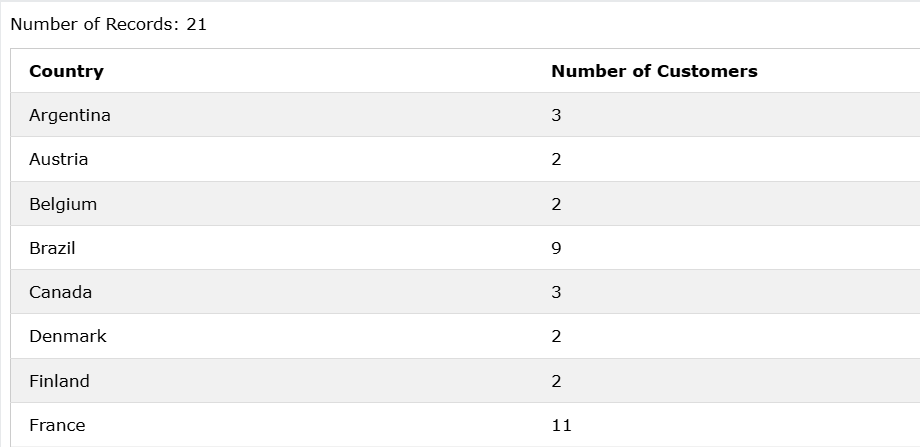 Number of Records: 21
Country Number of Customers
Argentina 3
Austria 2
Belgium 2
Brazil 9
Canada 3
Denmark 2
Finland 2
France 11